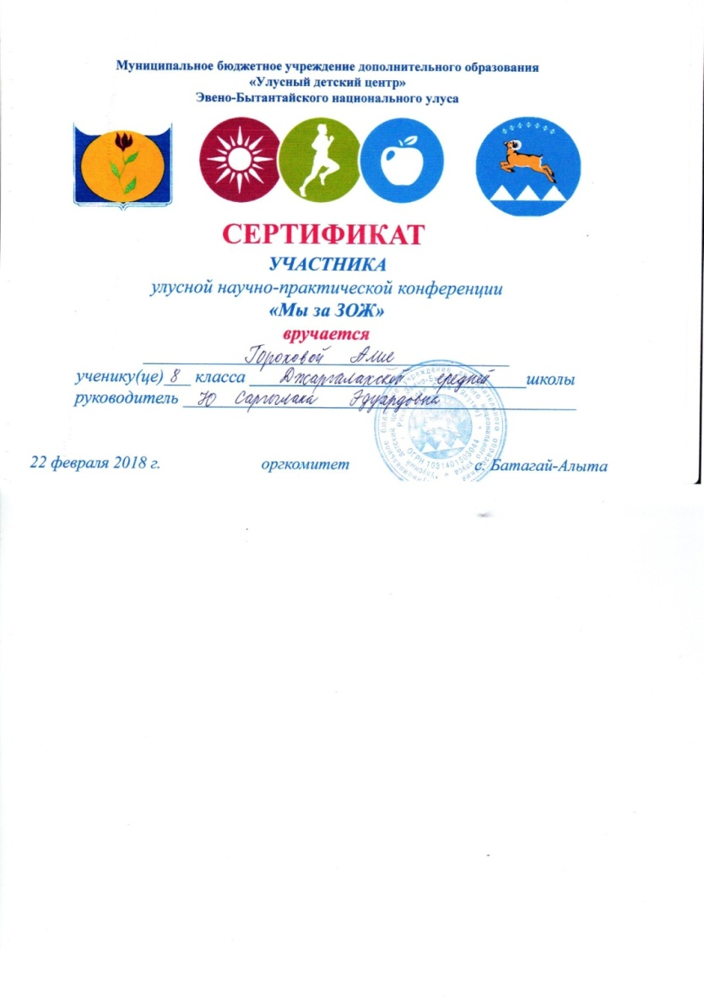 Муниципальное бюджетное учреждение дополнительного образования
«Улусный детский центр»
Эвено-Бытантайского национального улуса
СЕРТИФИКАТ
УЧАСТНИКА
улусной научно-практической конференции
«Мы за ЗОЖ»
вручается
Гороховой Алие
ученику(це) 8 класса Джаргалахской средней школы
руководитель Ю Саргылана Эдуардовна
22 февраля 2018 г. оргкомитет с. Батагай-Алыта
ОГРН 1031401503044